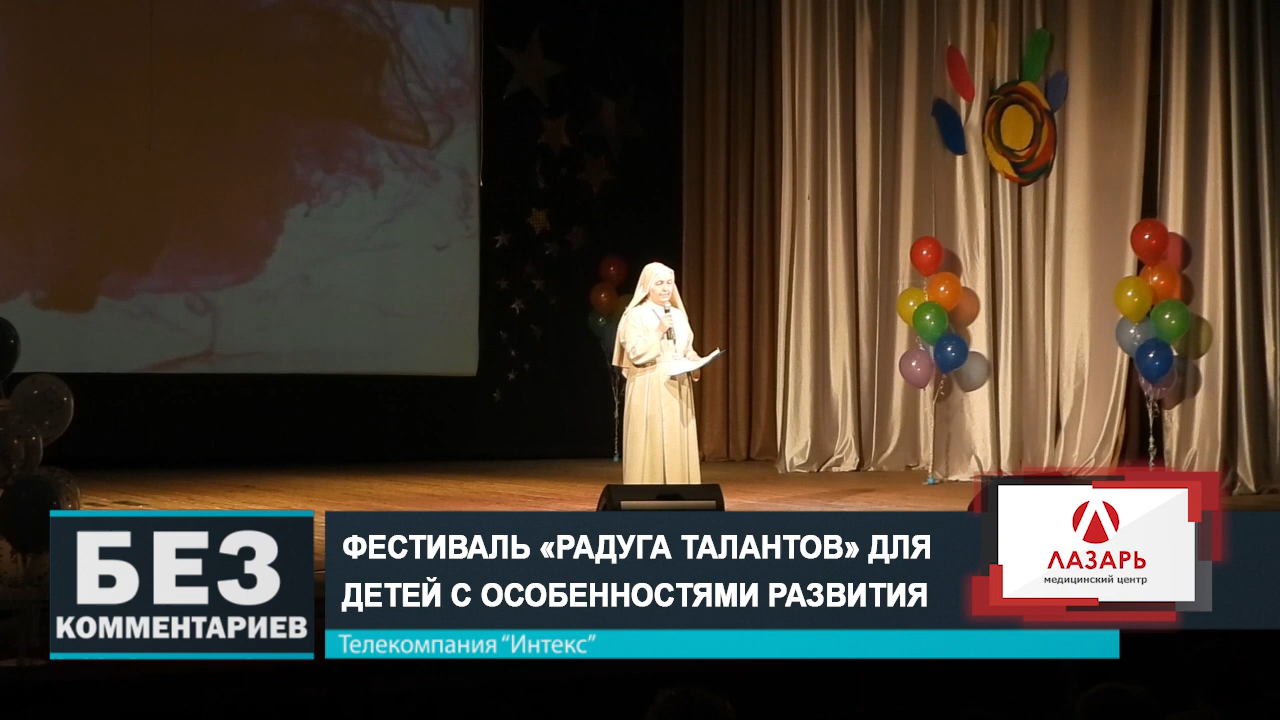 БЕЗ
КОММЕНТАРИЕВ
ФЕСТИВАЛЬ «РАДУГА ТАЛАНТОВ» ДЛЯ
ДЕТЕЙ С ОСОБЕННОСТЯМИ РАЗВИТИЯ
Телекомпания “Интекс”
ЛАЗАРЬ
медицинский центр